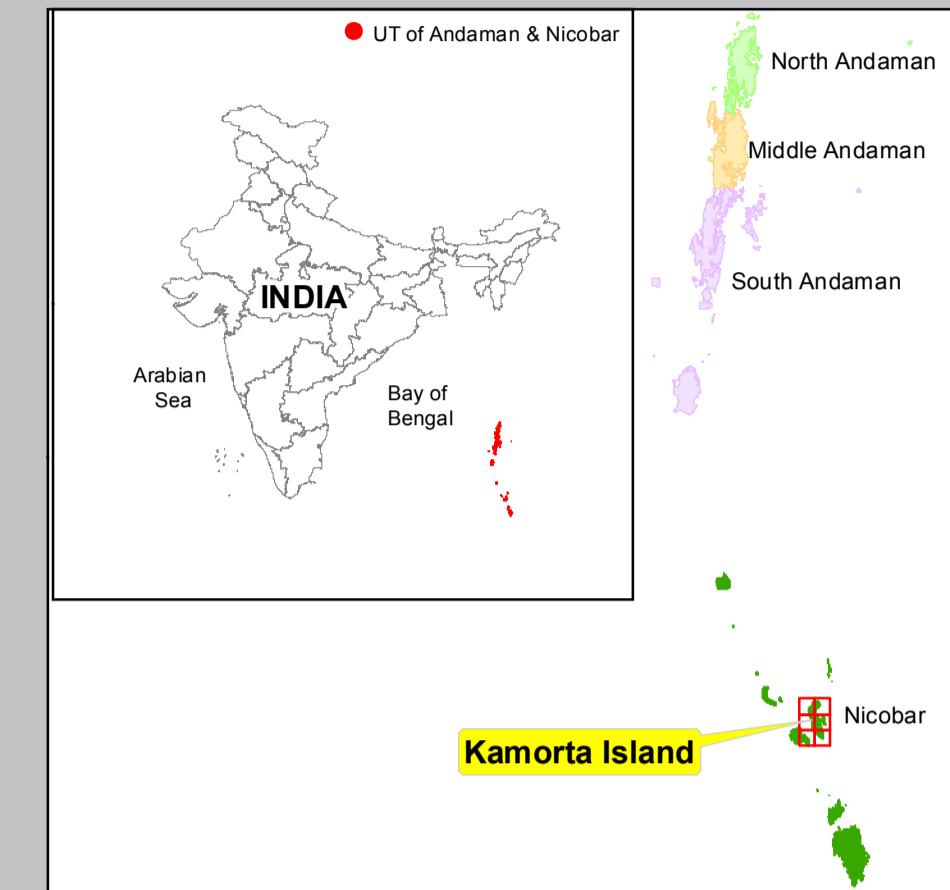 UT of Andaman & Nicobar
North Andaman
Middle Andaman
South Andaman
INDIA
Arabian
Sea
Bay of
Bengal
Nicobar
Kamorta Island